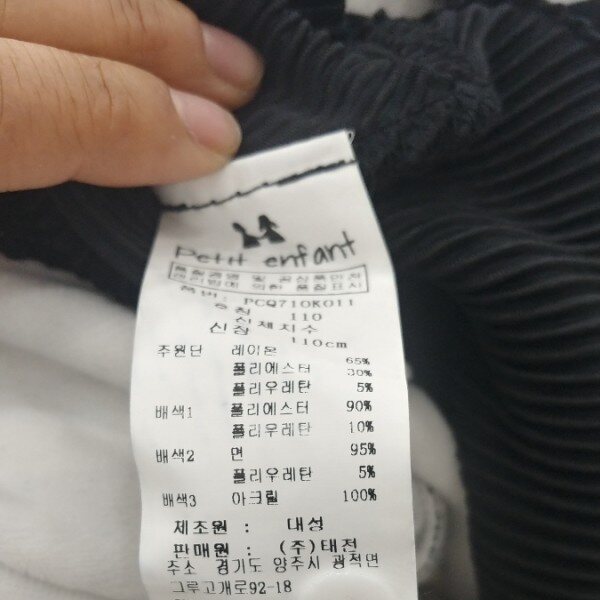 Petit enfant
품질경영 및 공산품안전
관리법에 의한 품질표시
품번: PCQ710K011
호칭 110
신체치수
신장 110cm
주원단 레이온 65%
폴리에스터 30%
폴리우레탄 5%
배색1 폴리에스터 90%
폴리우레탄 10%
배색2 면 95%
폴리우레탄 5%
배색3 아크릴 100%
제조원 : 대성
판매원 : (주)태전
주소 경기도 양주시 광적면
그루고개로92-18